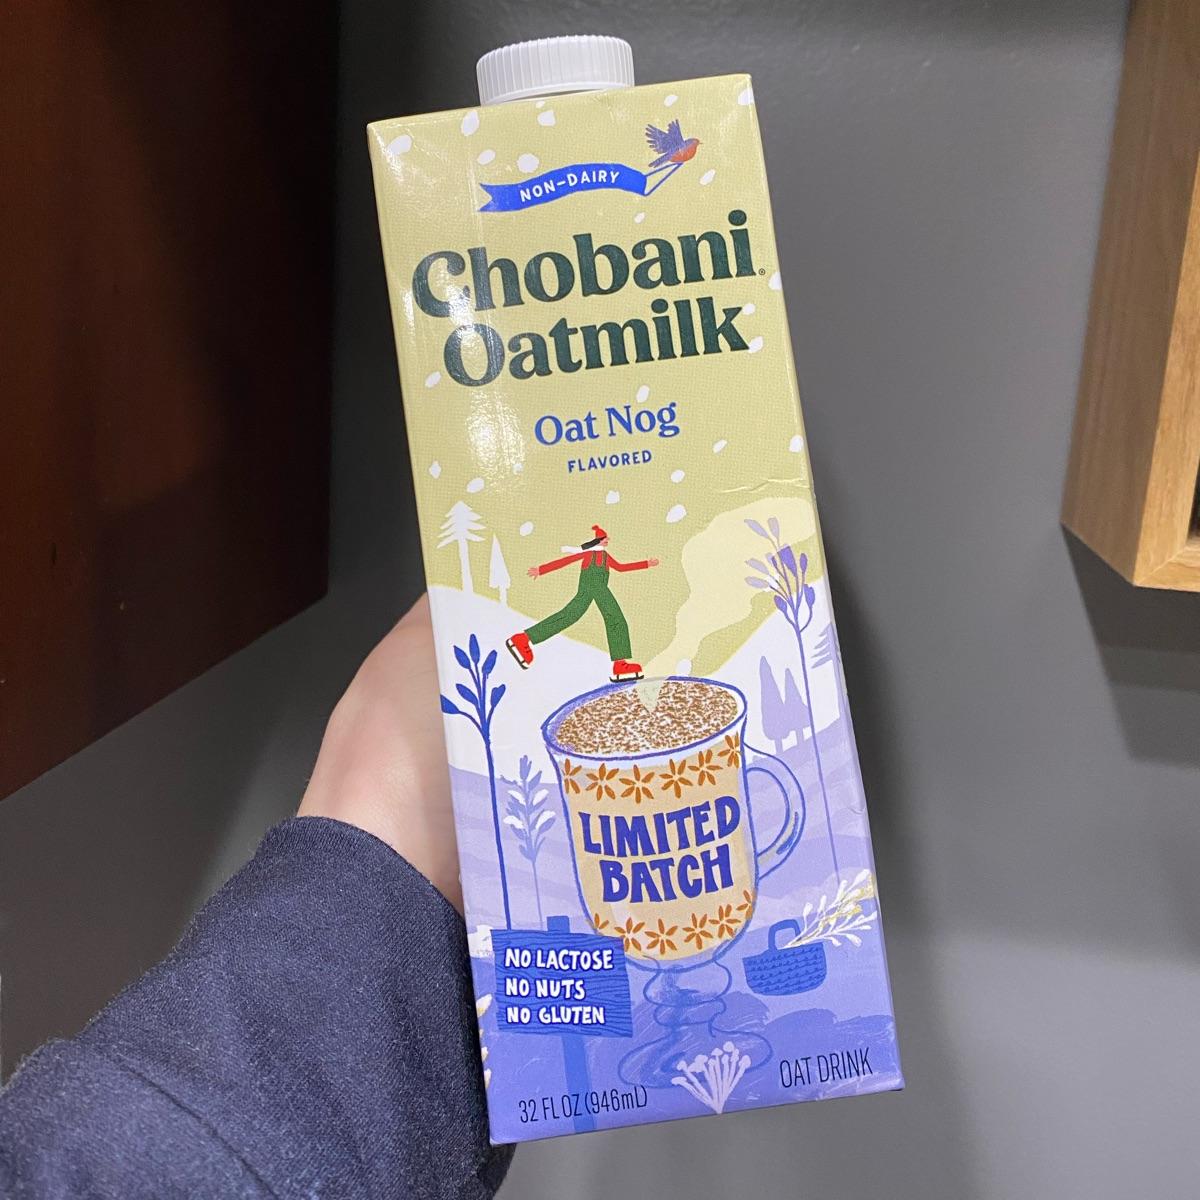 NON-DAIRY
Chobani®
Oatmilk
Oat Nog
FLAVORED
LIMITED
BATCH
NO LACTOSE
NO NUTS
NO GLUTEN
32 FL OZ (946mL)
OAT DRINK